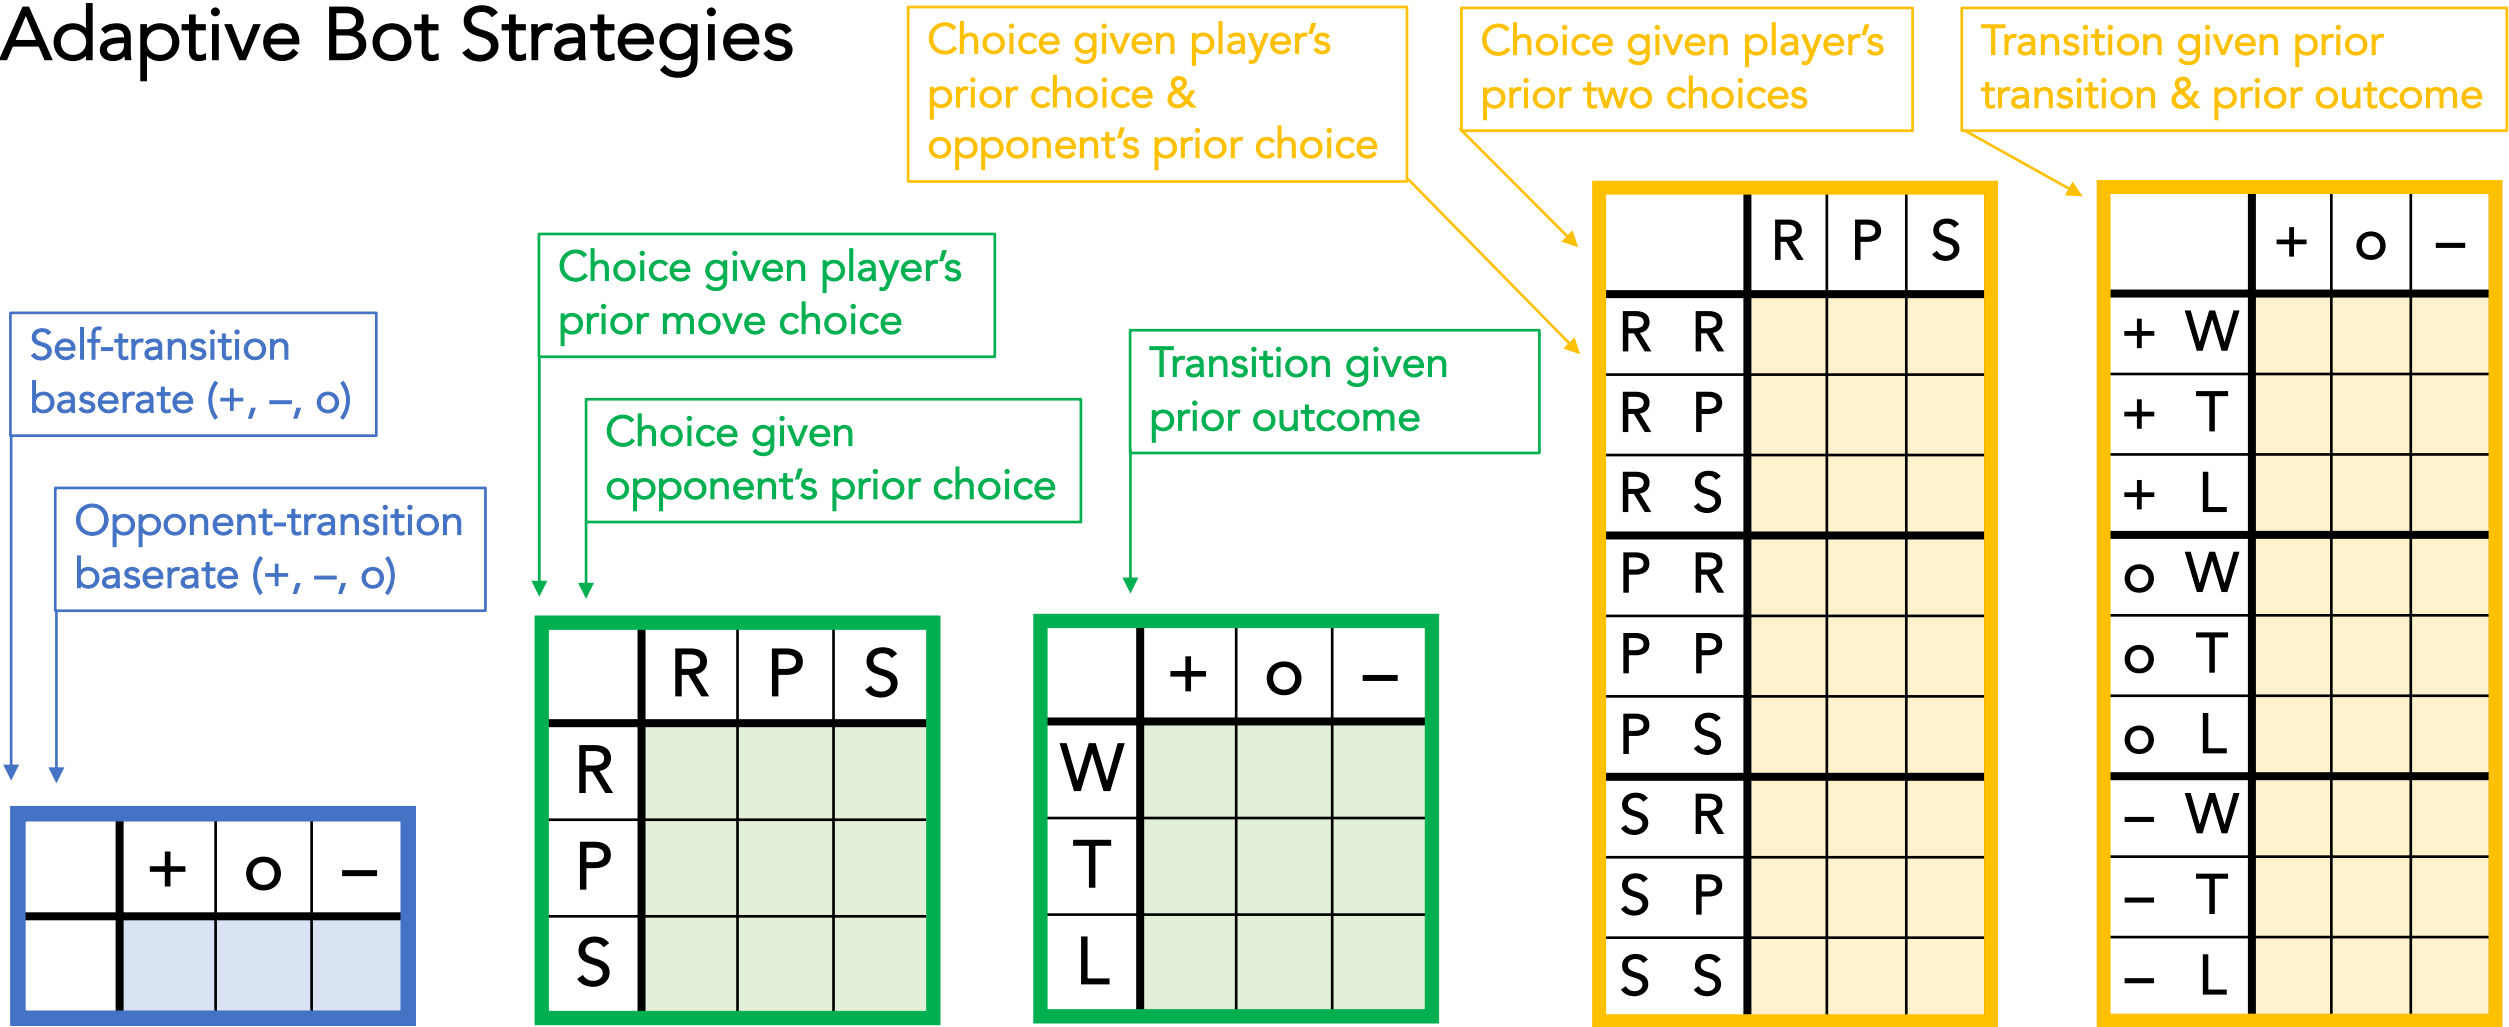 Adaptive Bot Strategies
Choice given player's
prior choice &
opponent's prior choice
Choice given player's
prior two choices
Transition given prior
transition & prior outcome
Choice given player's
prior move choice
Self-transition
baserate (+, –, o)
Transition given
prior outcome
Choice given
opponent's prior choice
Opponent-transition
baserate (+, –, o)
+ o –
R P S
R
P
S
+ o –
W
T
L
R P S
R R
R P
R S
P R
P P
P S
S R
S P
S S
+ o –
+ W
+ T
+ L
o W
o T
o L
– W
– T
– L